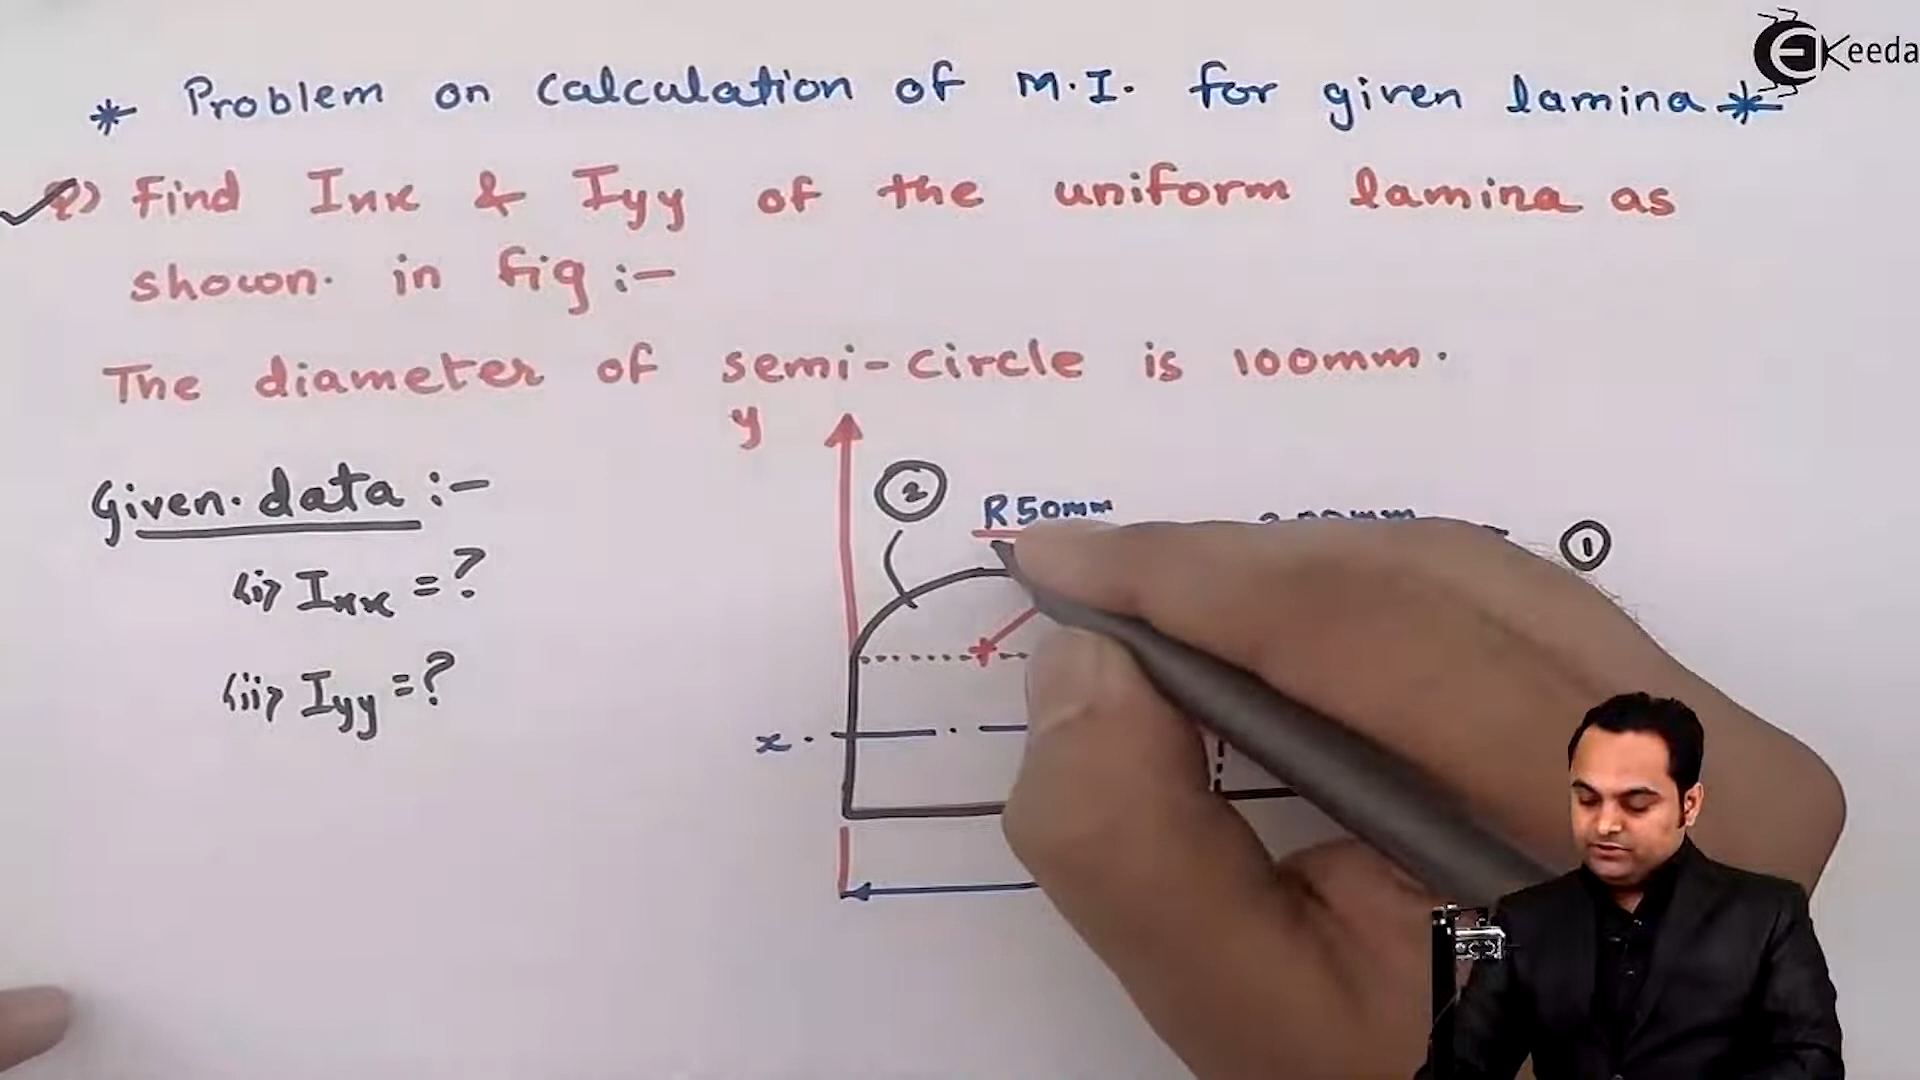 EKeeda
* Problem on calculation of M.I. for given lamina *
Q) Find Ixx & Iyy of the uniform lamina as
shown. in fig :-
The diameter of semi-circle is 100mm.
y
Given. data :-
(i) Ixx = ?
(ii) Iyy = ?
2
R50mm
1
x